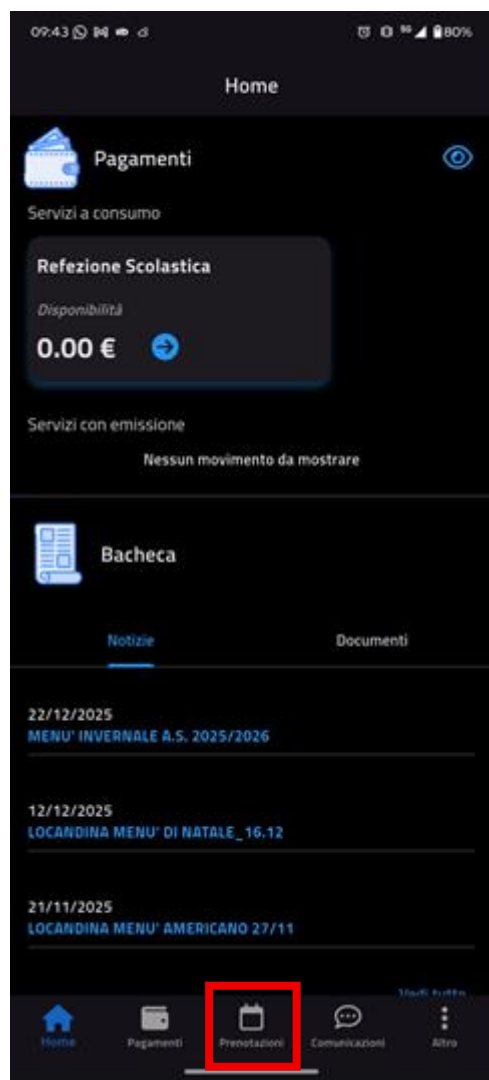 09:43 80%
Home
Pagamenti
Servizi a consumo
Refezione Scolastica
Disponibilità
0.00 €
Servizi con emissione
Nessun movimento da mostrare
Bacheca
Notizie Documenti
22/12/2025
MENU' INVERNALE A.S. 2025/2026
12/12/2025
LOCANDINA MENU' DI NATALE_16.12
21/11/2025
LOCANDINA MENU' AMERICANO 27/11
Vedi tutto
Home Pagamenti Prenotazioni Comunicazioni Altro